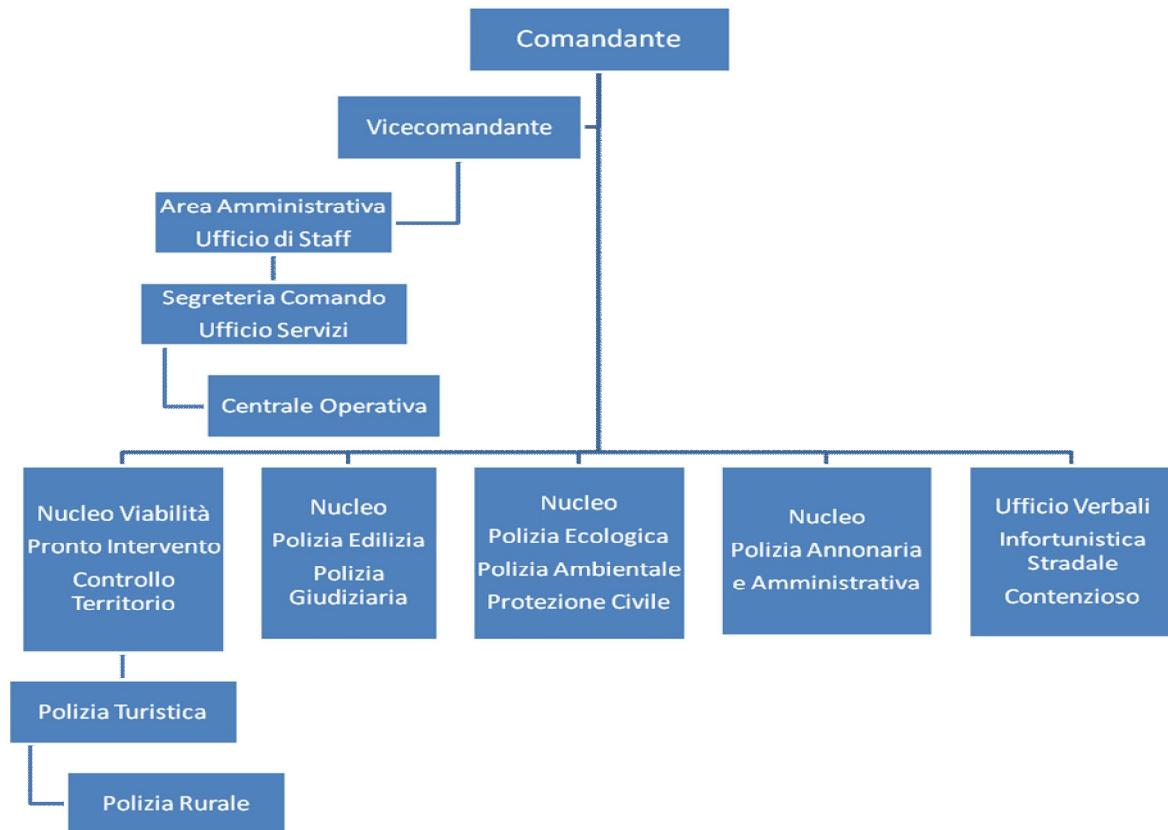 Comandante
Vicecomandante
Area Amministrativa
Ufficio di Staff
Segreteria Comando
Ufficio Servizi
Centrale Operativa
Nucleo Viabilità
Pronto Intervento
Controllo
Territorio
Nucleo
Polizia Edilizia
Polizia
Giudiziaria
Nucleo
Polizia Ecologica
Polizia Ambientale
Protezione Civile
Nucleo
Polizia Annonaria
e Amministrativa
Ufficio Verbali
Infortunistica
Stradale
Contenzioso
Polizia Turistica
Polizia Rurale